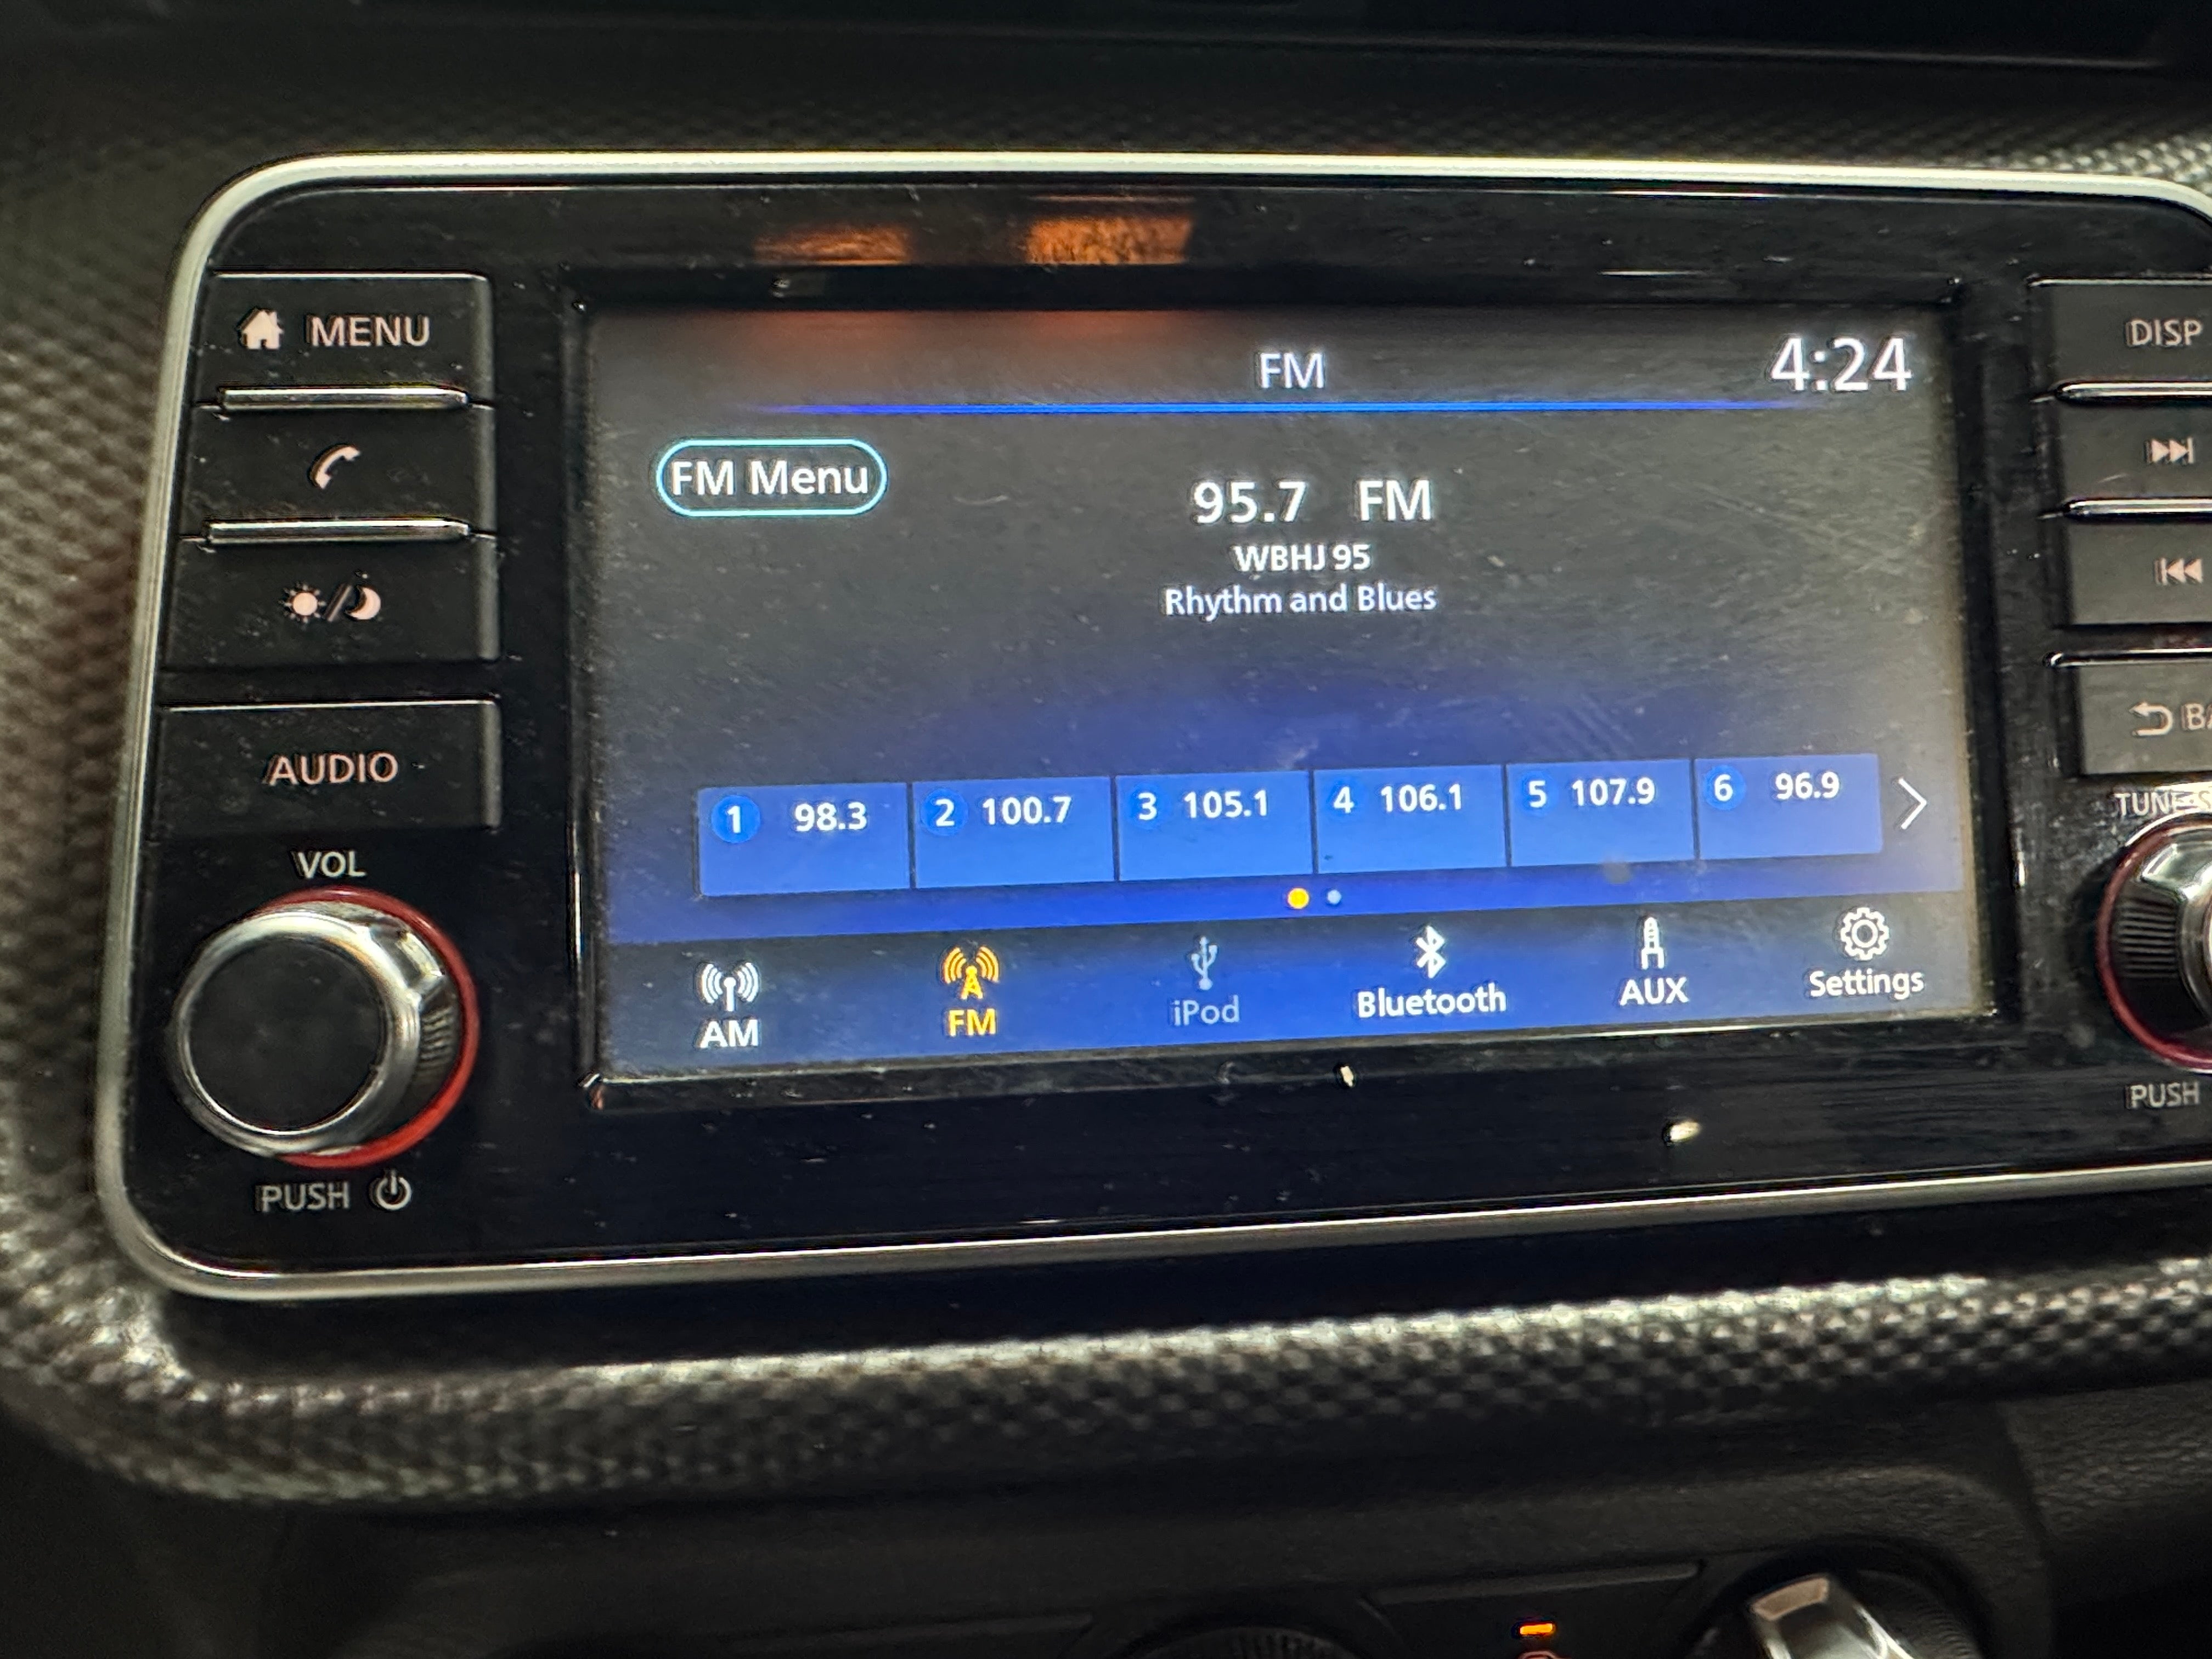 MENU
DISP
FM
4:24
FM Menu
95.7 FM
WBHJ 95
Rhythm and Blues
AUDIO
1 98.3
2 100.7
3 105.1
4 106.1
5 107.9
6 96.9
VOL
AM
FM
iPod
Bluetooth
AUX
Settings
PUSH
PUSH